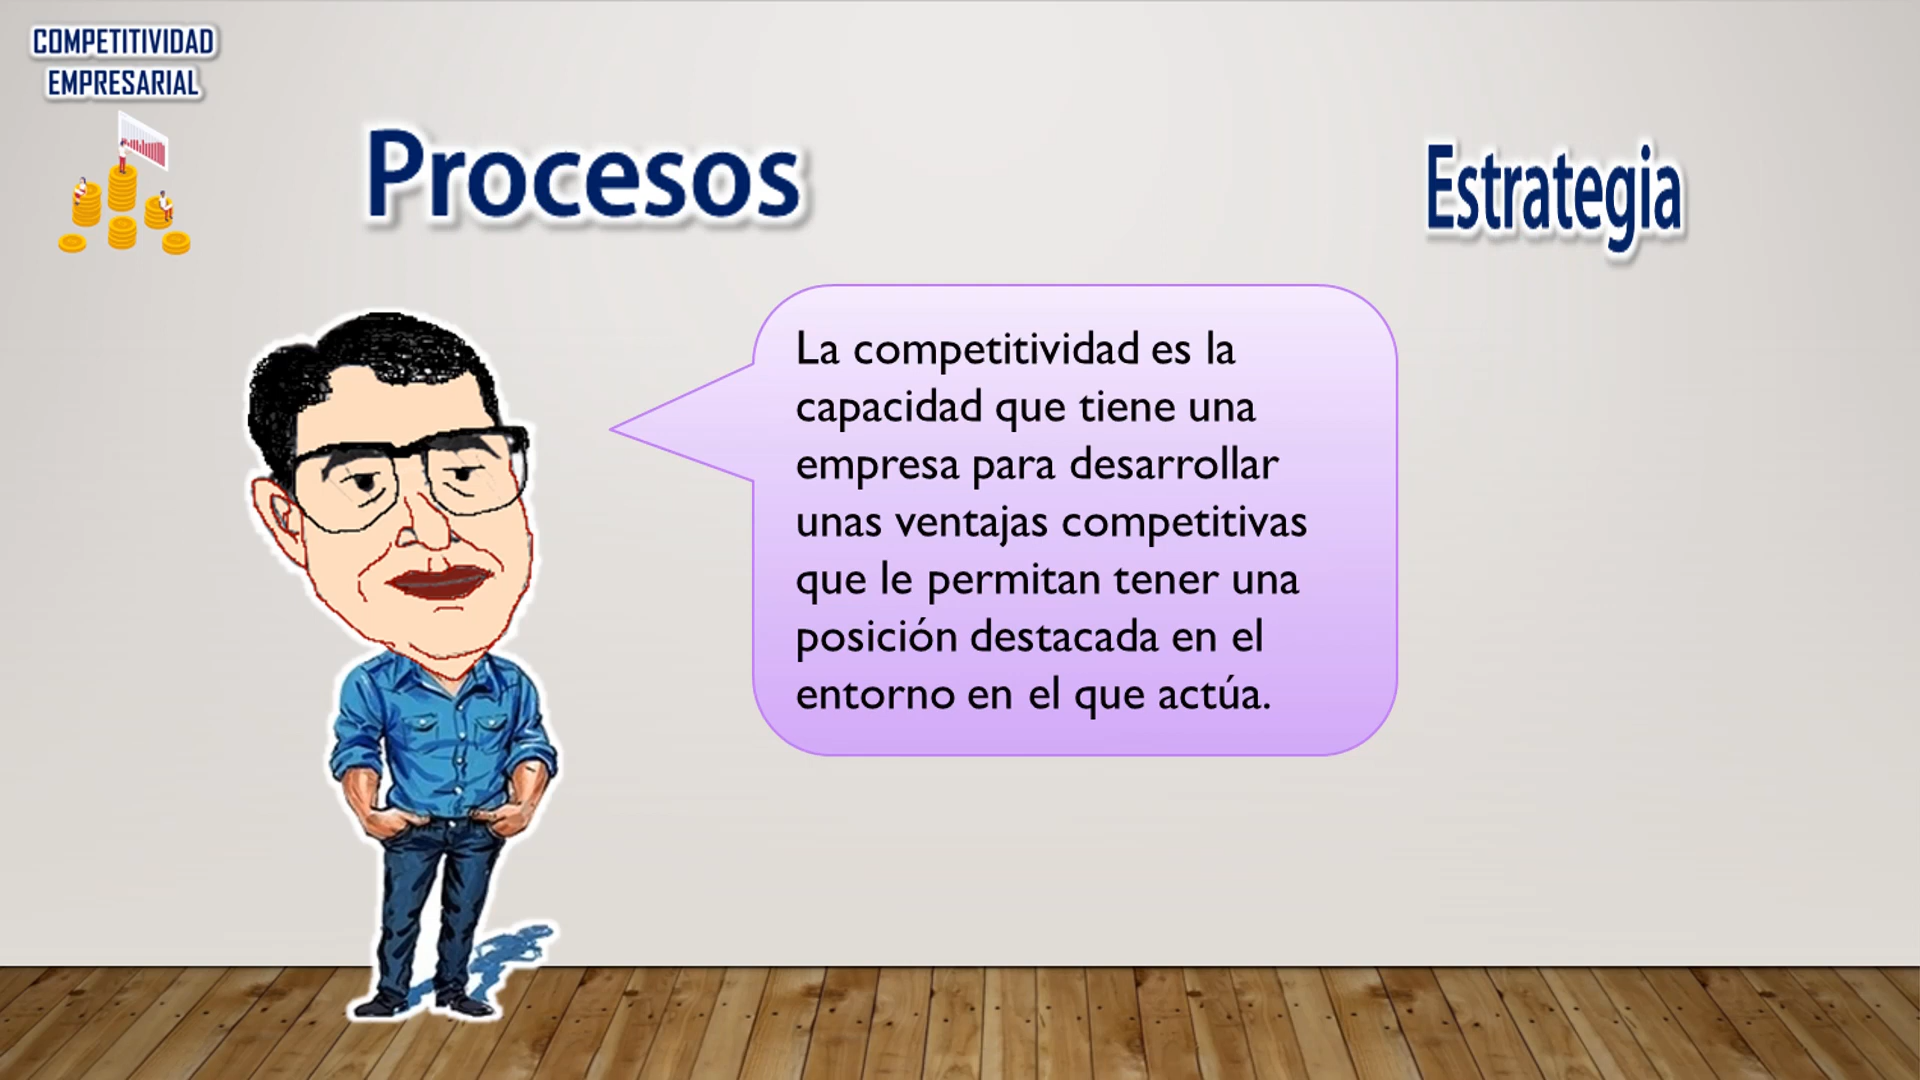 COMPETITIVIDAD
EMPRESARIAL
Procesos
Estrategia
La competitividad es la
capacidad que tiene una
empresa para desarrollar
unas ventajas competitivas
que le permitan tener una
posición destacada en el
entorno en el que actúa.